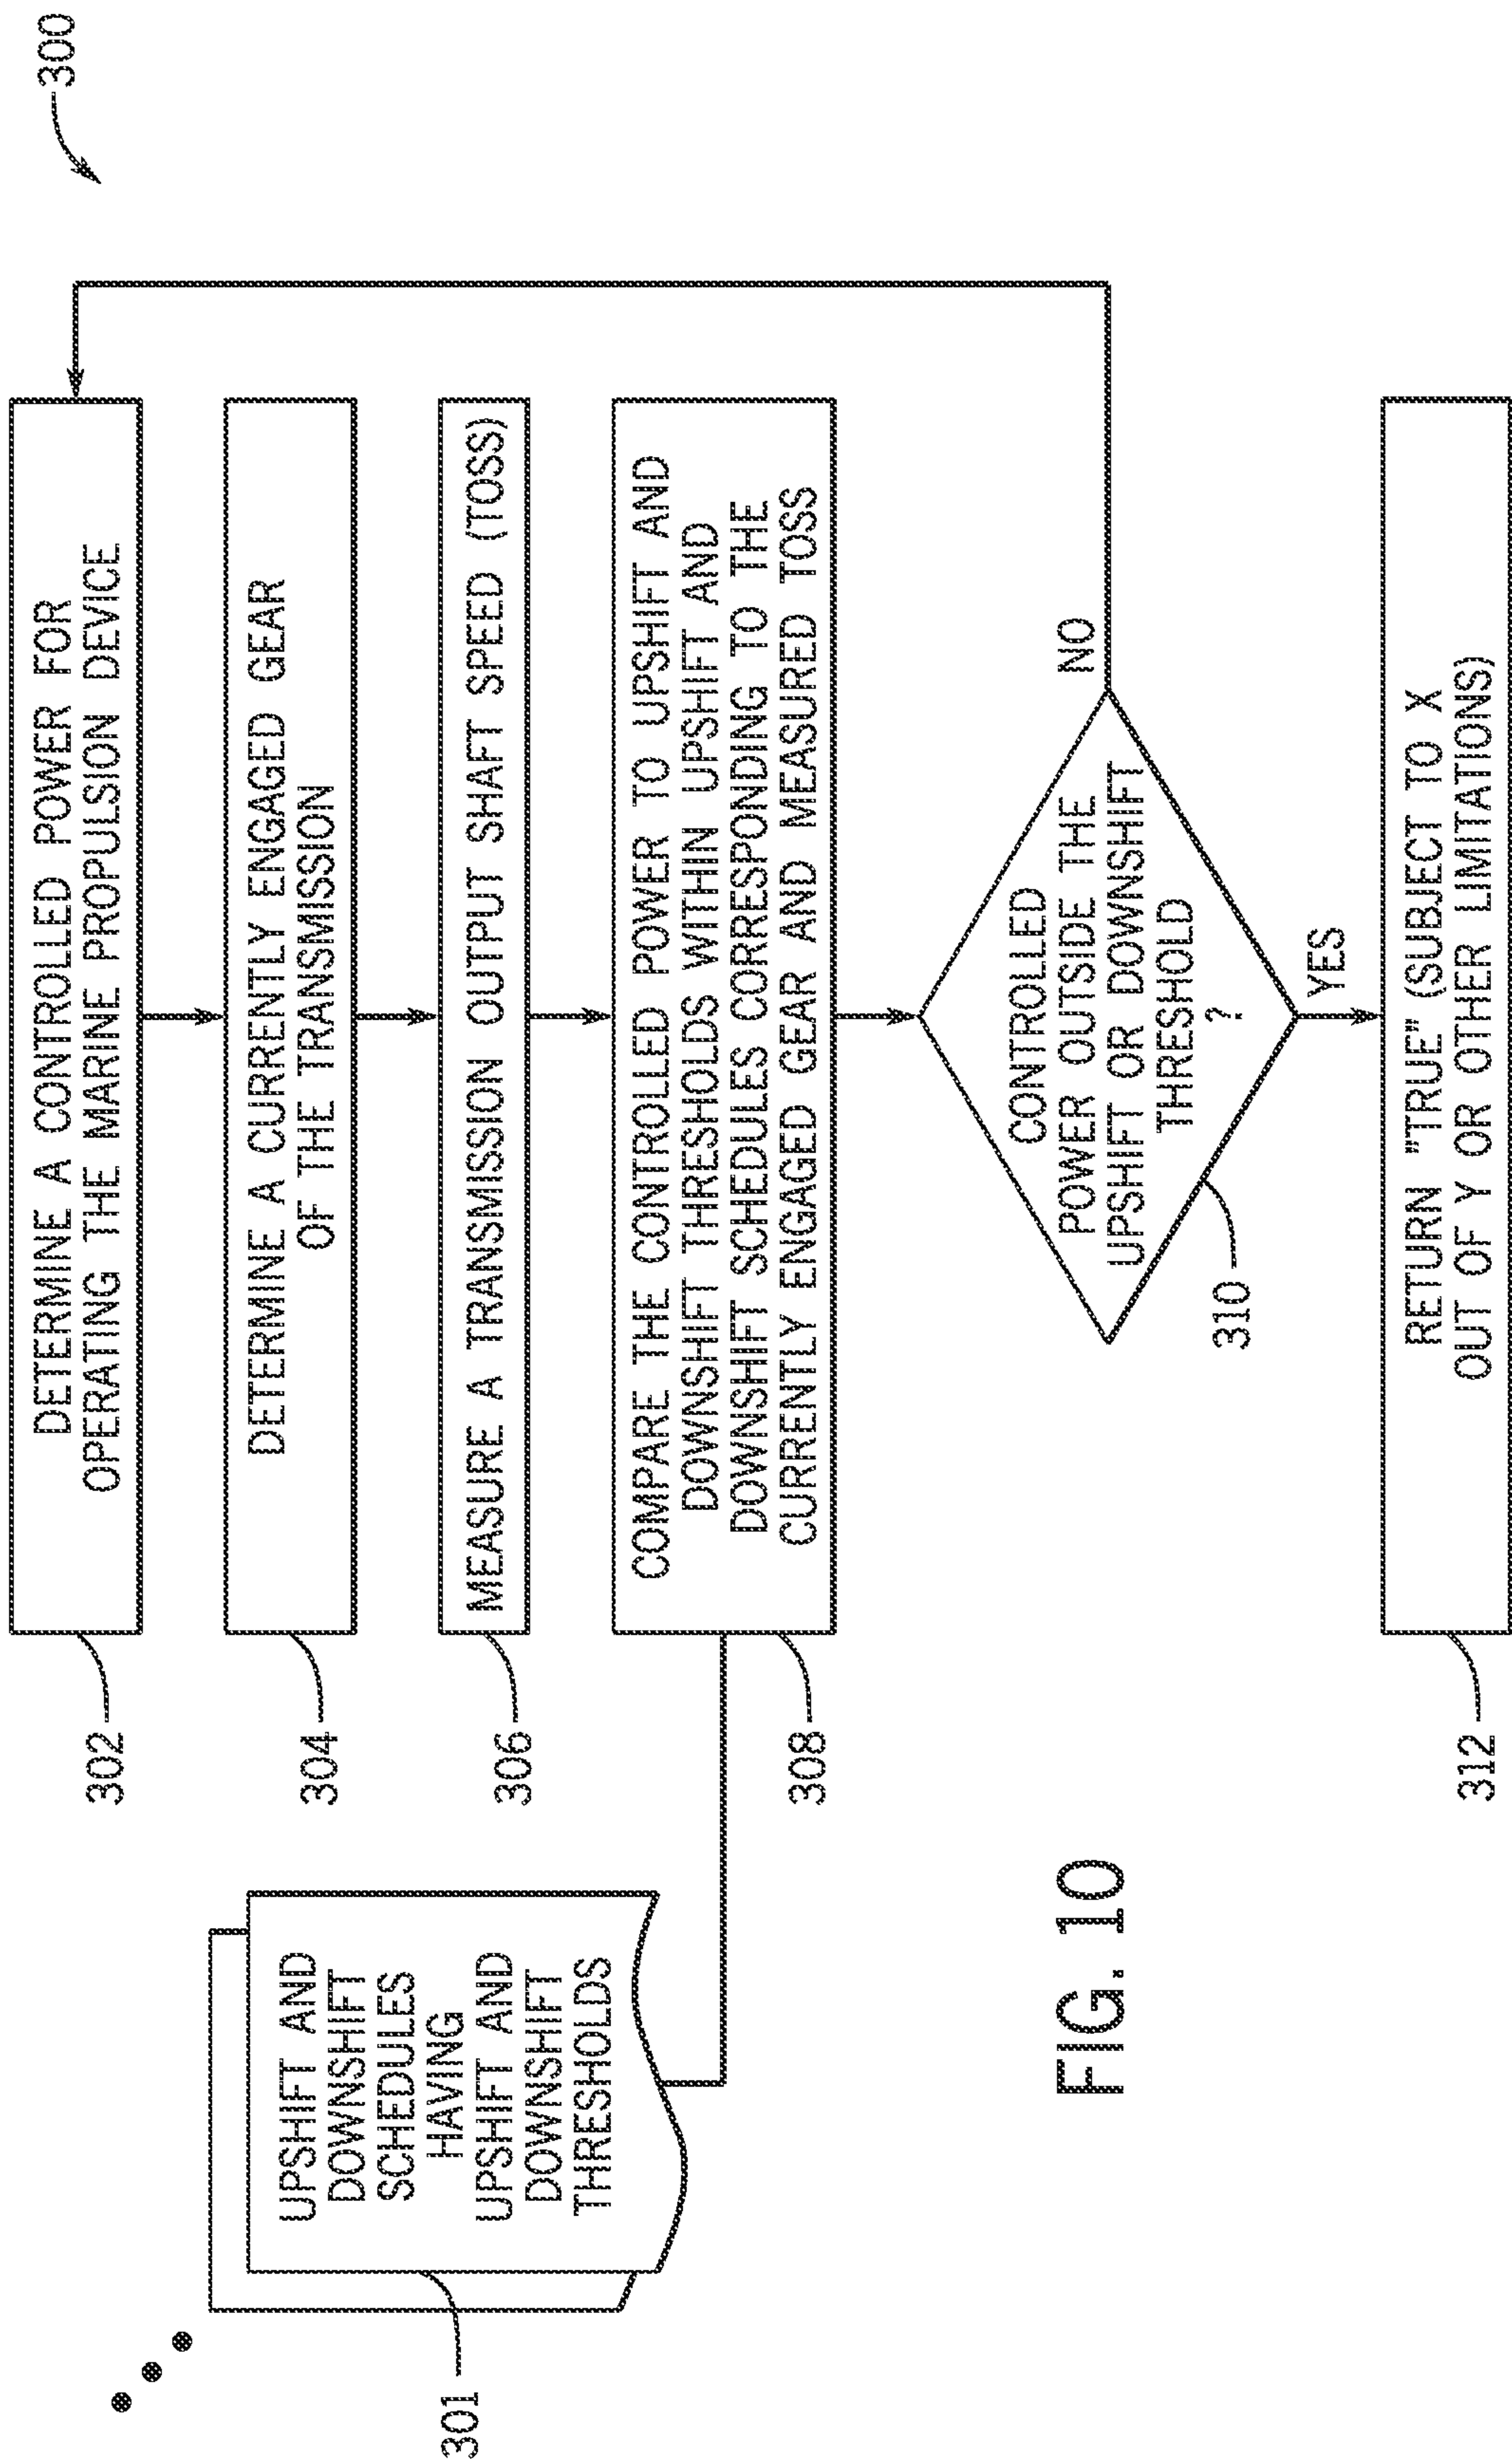 300
302
DETERMINE A CONTROLLED POWER FOR
OPERATING THE MARINE PROPULSION DEVICE
304
DETERMINE A CURRENTLY ENGAGED GEAR
OF THE TRANSMISSION
306
MEASURE A TRANSMISSION OUTPUT SHAFT SPEED (TOSS)
301
UPSHIFT AND
DOWNSHIFT
SCHEDULES
HAVING
UPSHIFT AND
DOWNSHIFT
THRESHOLDS
308
COMPARE THE CONTROLLED POWER TO UPSHIFT AND
DOWNSHIFT THRESHOLDS WITHIN UPSHIFT AND
DOWNSHIFT SCHEDULES CORRESPONDING TO THE
CURRENTLY ENGAGED GEAR AND MEASURED TOSS
CONTROLLED
POWER OUTSIDE THE
UPSHIFT OR DOWNSHIFT
THRESHOLD
?
NO
310
YES
312
RETURN "TRUE" (SUBJECT TO X
OUT OF Y OR OTHER LIMITATIONS)
FIG. 10